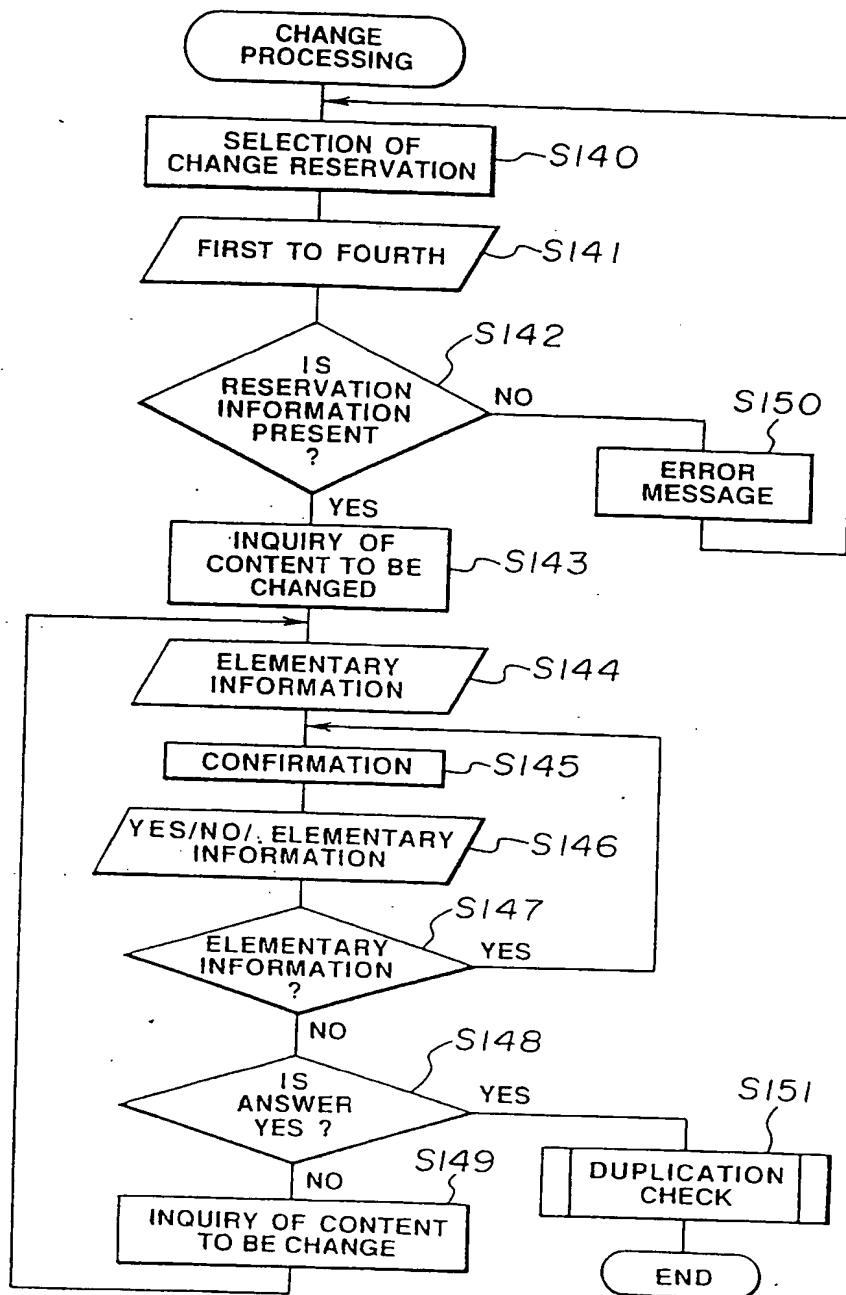 CHANGE
PROCESSING
SELECTION OF
CHANGE RESERVATION
S140
FIRST TO FOURTH
S141
S142
IS
RESERVATION
INFORMATION
PRESENT
?
NO
S150
ERROR
MESSAGE
YES
INQUIRY OF
CONTENT TO BE
CHANGED
S143
ELEMENTARY
INFORMATION
S144
CONFIRMATION
S145
YES/NO/ ELEMENTARY
INFORMATION
S146
S147
ELEMENTARY
INFORMATION
?
YES
NO
S148
IS
ANSWER
YES ?
YES
S151
DUPLICATION
CHECK
NO
S149
INQUIRY OF CONTENT
TO BE CHANGE
END